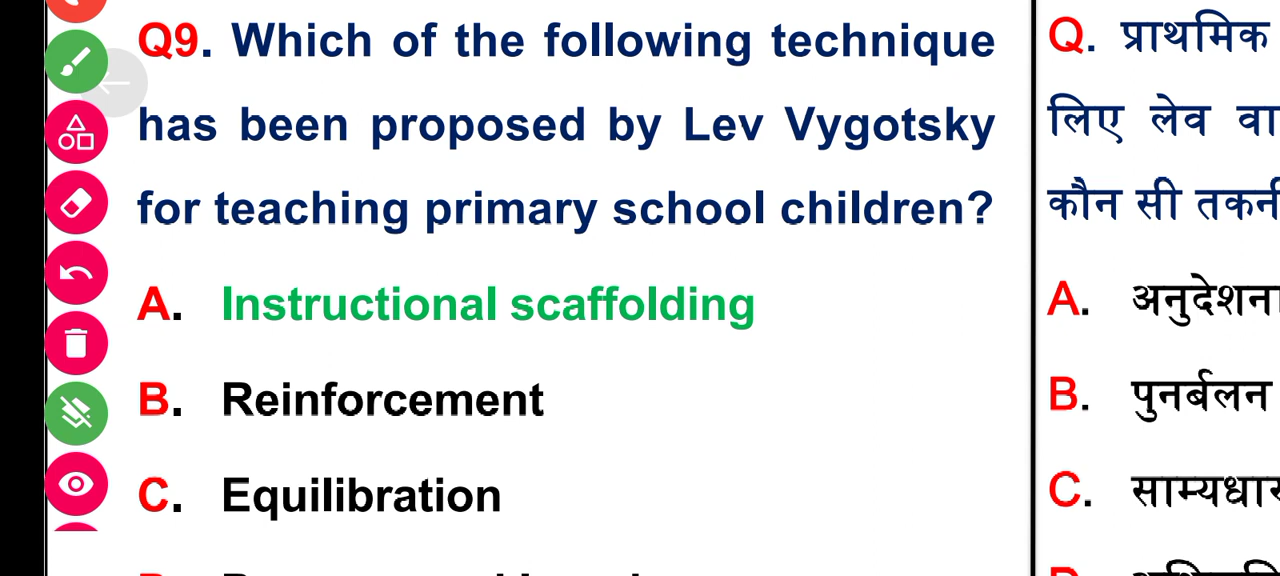 Q9. Which of the following technique
has been proposed by Lev Vygotsky
for teaching primary school children?
A. Instructional scaffolding
B. Reinforcement
C. Equilibration
Q. प्राथमिक
लिए लेव वा
कौन सी
A.
B. पुनर्बलन
C.